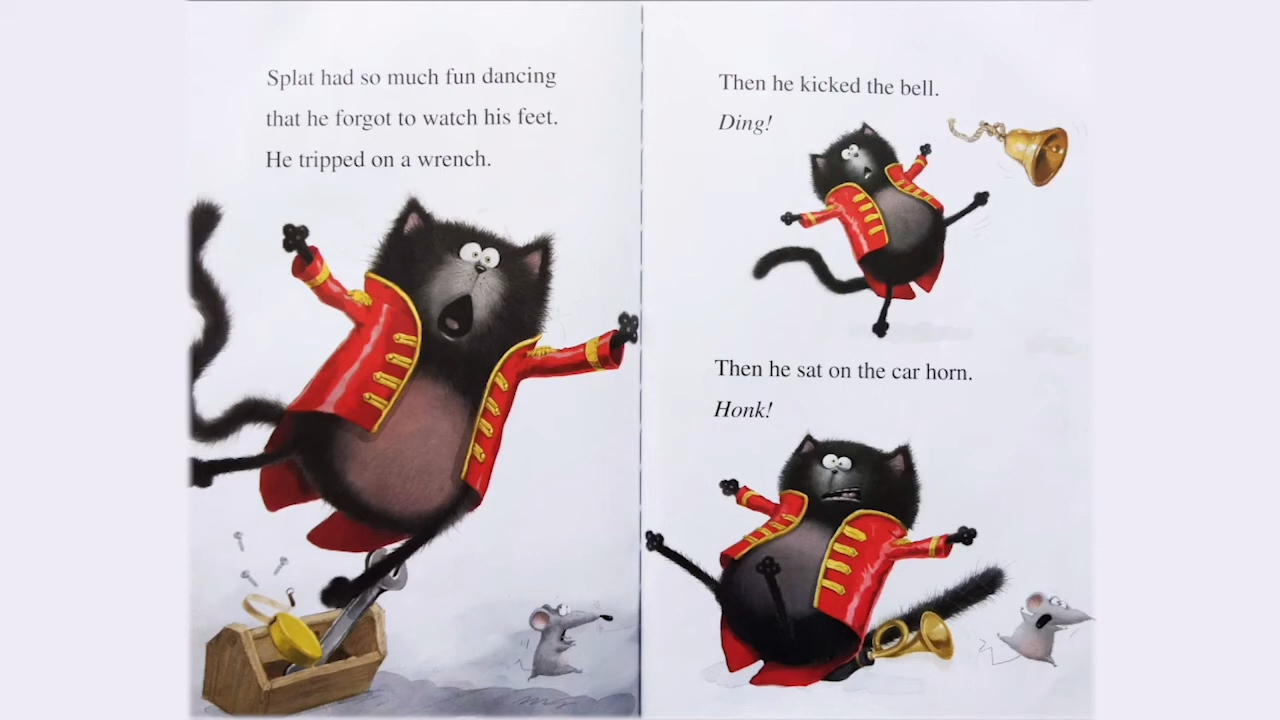 Splat had so much fun dancing
that he forgot to watch his feet.
He tripped on a wrench.
Then he kicked the bell.
Ding!
Then he sat on the car horn.
Honk!